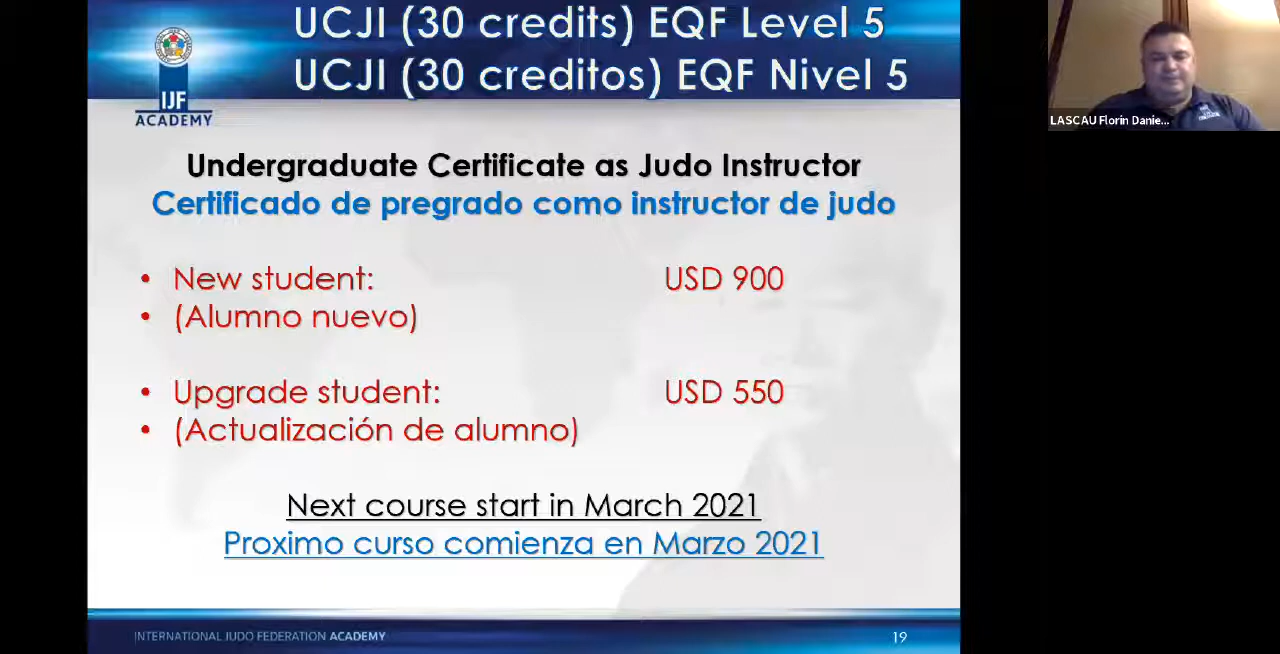 UCJI (30 credits) EQF Level 5
UCJI (30 creditos) EQF Nivel 5
IJF
ACADEMY
LASCAU Florin Danie...
Undergraduate Certificate as Judo Instructor
Certificado de pregrado como instructor de judo
• New student: USD 900
• (Alumno nuevo)
• Upgrade student: USD 550
• (Actualización de alumno)
Next course start in March 2021
Proximo curso comienza en Marzo 2021
INTERNATIONAL JUDO FEDERATION ACADEMY
19